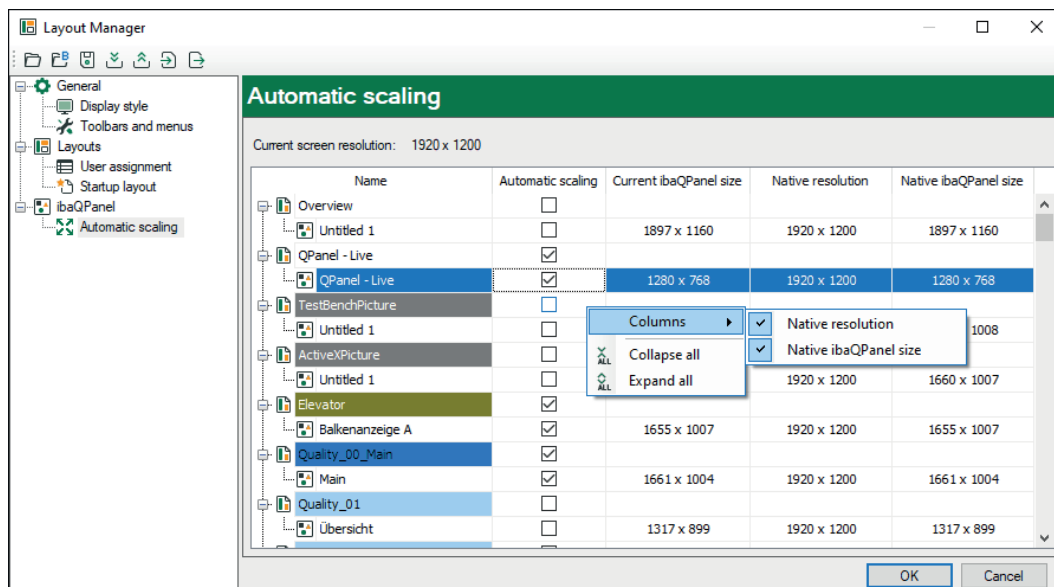 Layout Manager
General
Display style
Toolbars and menus
Layouts
User assignment
Startup layout
ibaQPanel
Automatic scaling
Automatic scaling
Current screen resolution: 1920 x 1200
Name Automatic scaling Current ibaQPanel size Native resolution Native ibaQPanel size
Overview
Untitled 1 1897 x 1160 1920 x 1200 1897 x 1160
QPanel - Live
QPanel - Live 1280 x 768 1920 x 1200 1280 x 768
TestBenchPicture
Untitled 1 1008
ActiveXPicture
Untitled 1 1920 x 1200 1660 x 1007
Elevator
Balkenanzeige A 1655 x 1007 1920 x 1200 1655 x 1007
Quality_00_Main
Main 1661 x 1004 1920 x 1200 1661 x 1004
Quality_01
Übersicht 1317 x 899 1920 x 1200 1317 x 899
Columns
ALL Collapse all
ALL Expand all
Native resolution
Native ibaQPanel size
OK Cancel